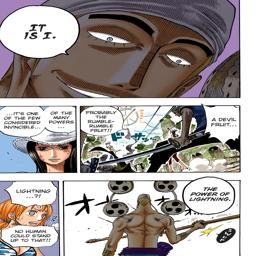 IT
IS I.
OF THE
MANY
POWERS
...
...IT'S ONE
OF THE FEW
CONSIDERED
INVINCIBLE...
PROBABLY
THE
RUMBLE-
RUMBLE
FRUIT!!
A DEVIL
FRUIT...
LIGHTNING
...?!
NO HUMAN
COULD STAND
UP TO THAT!!
THE
POWER OF
LIGHTNING.